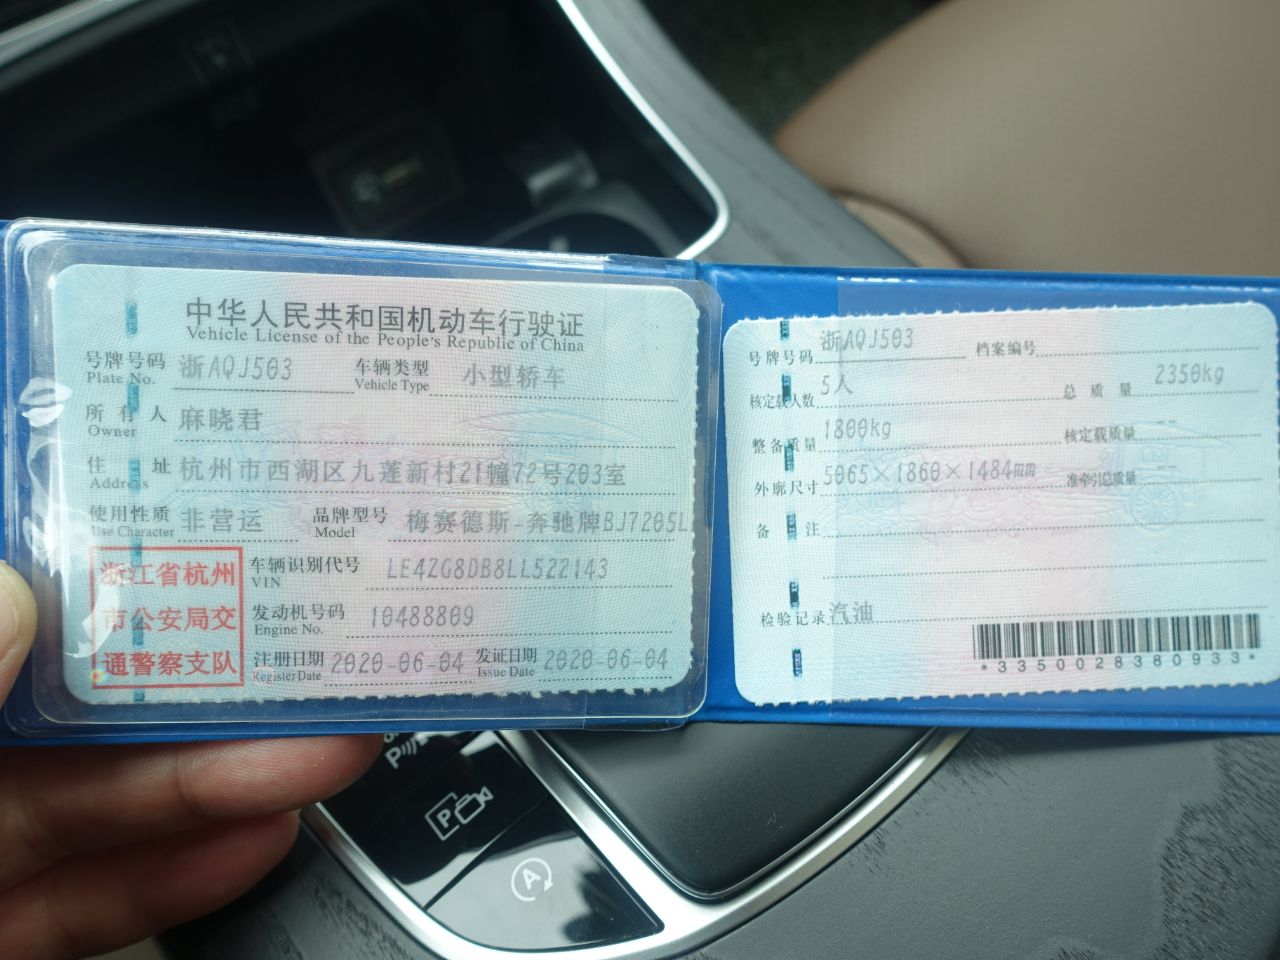 中华人民共和国机动车行驶证
Vehicle License of the People's Republic of China
号牌号码 浙AQJ503 车辆类型 小型轿车
Plate No. Vehicle Type
所有人 麻晓君
Owner
住址 杭州市西湖区九莲新村21幢72号203室
Address
使用性质 非营运 品牌型号 梅赛德斯-奔驰牌BJ7205L
Use Character Model
浙江省杭州
市公安局交
通警察支队
车辆识别代号 LE4ZG8DB8LL522143
VIN
发动机号码 10488809
Engine No.
注册日期 2020-06-04 发证日期 2020-06-04
Register Date Issue Date
号牌号码 浙AQJ503 档案编号
核定载人数 5人 总质量 2350kg
整备质量 1800kg 核定载质量 --
外廓尺寸 5065×1860×1484mm 准牵引总质量 --
备注
检验记录 汽油
*3350028380933*
P
A